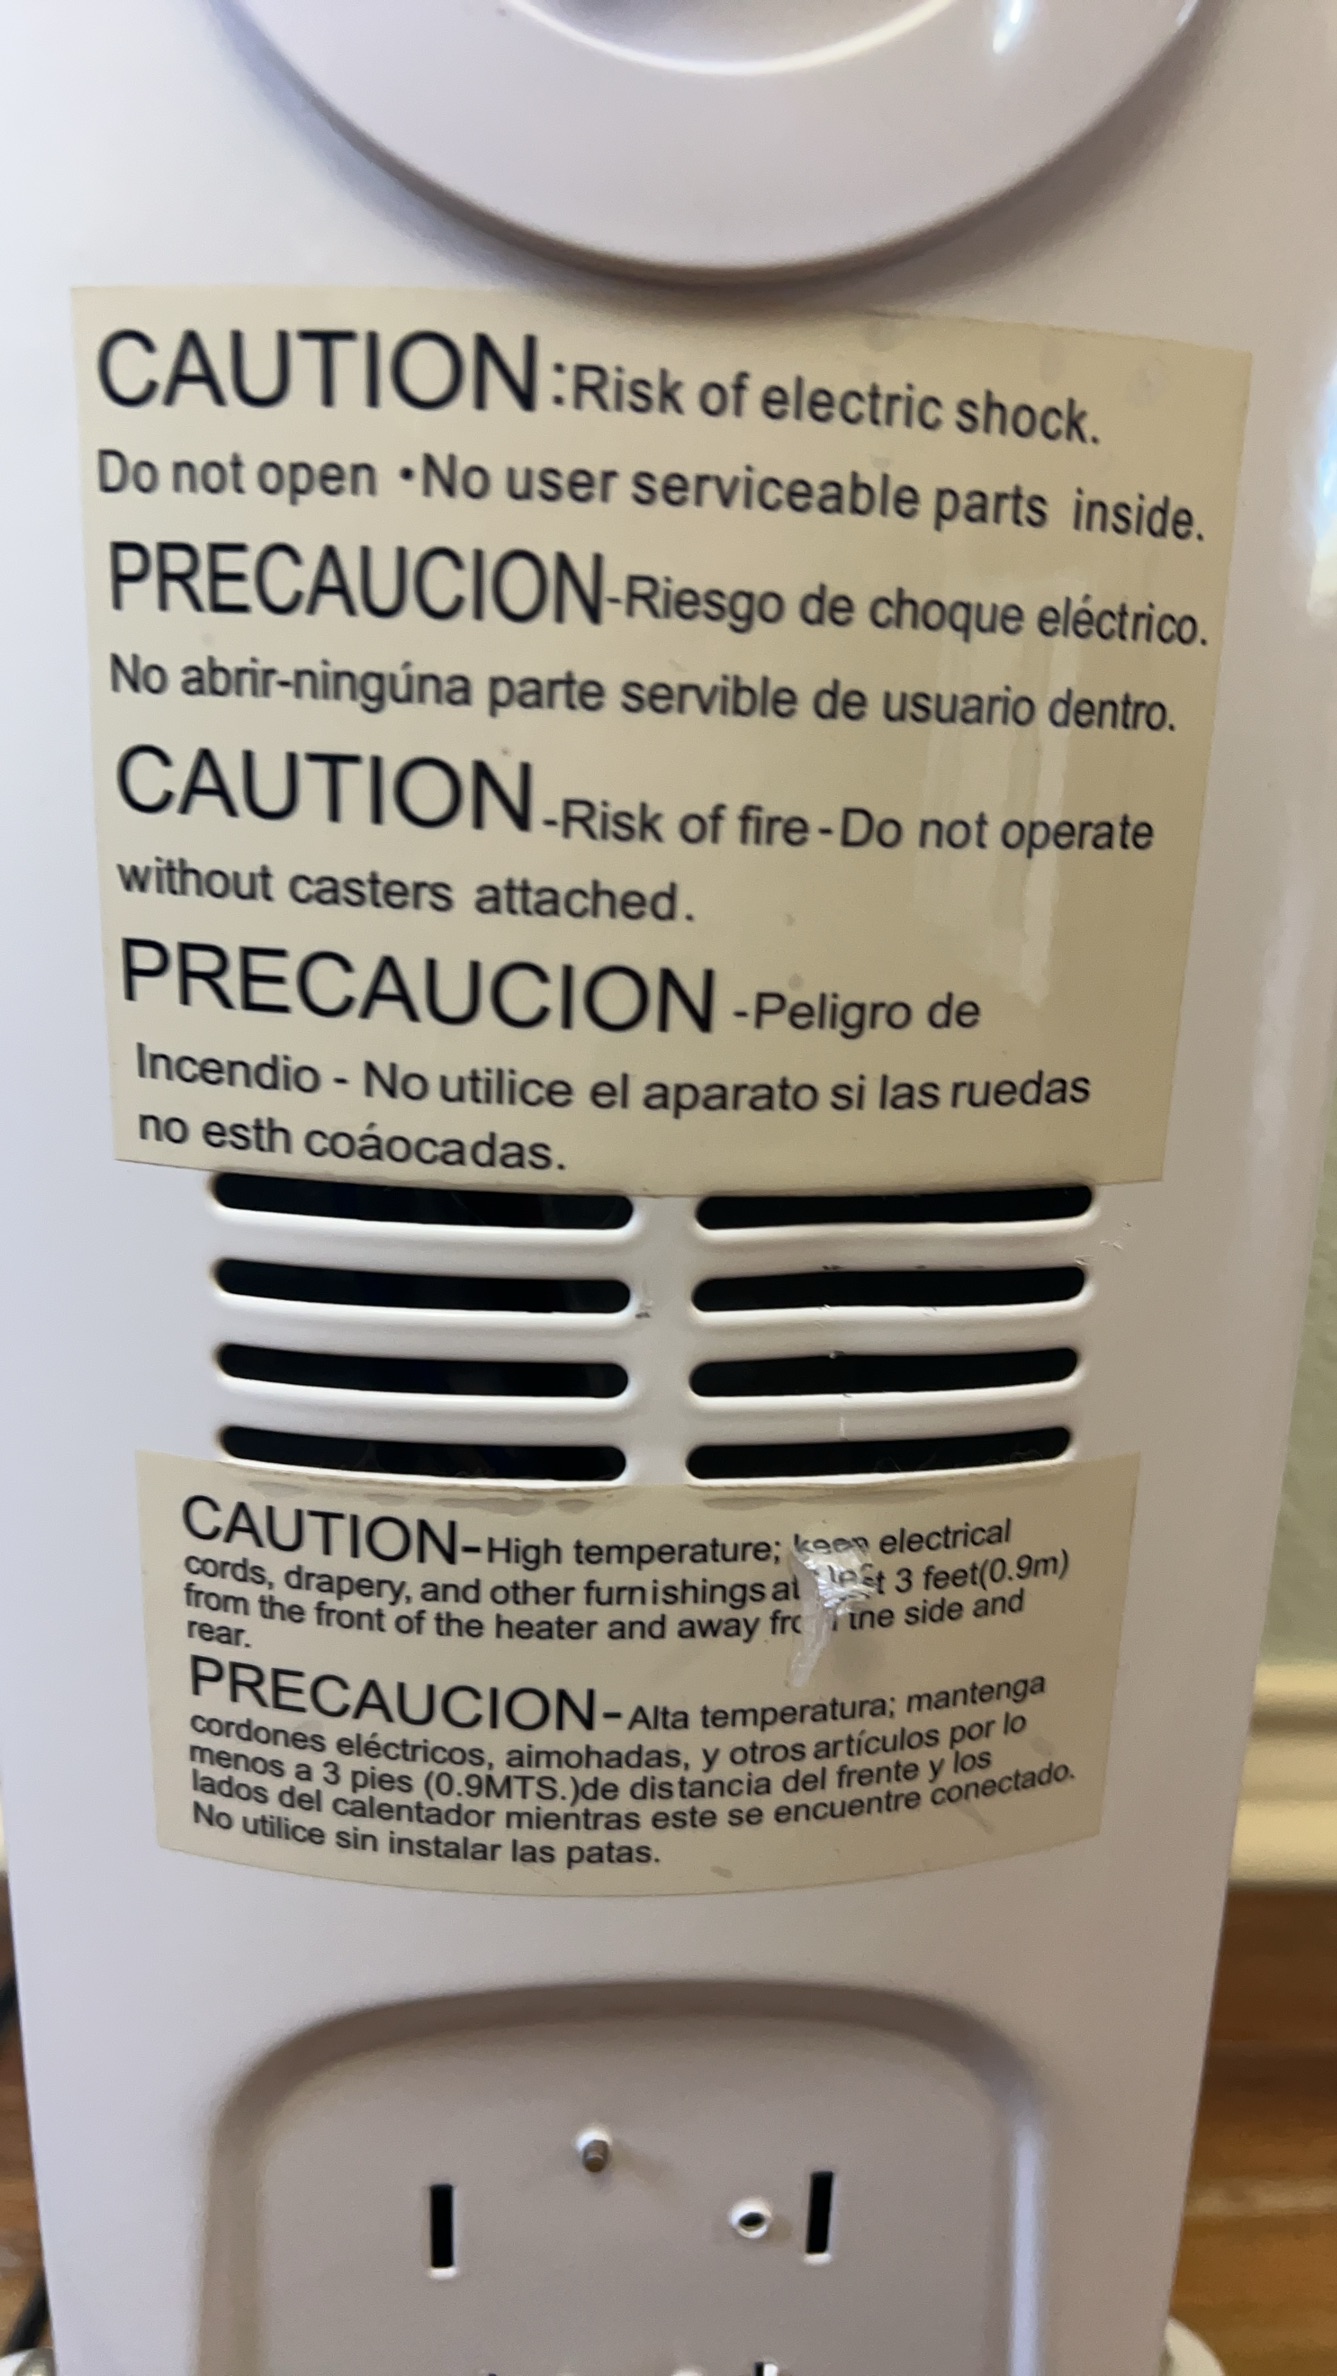 CAUTION:Risk of electric shock.
Do not open •No user serviceable parts inside.
PRECAUCION-Riesgo de choque eléctrico.
No abrir-ningúna parte servible de usuario dentro.
CAUTION-Risk of fire-Do not operate
without casters attached.
PRECAUCION-Peligro de
Incendio - No utilice el aparato si las ruedas
no esth coáocadas.
CAUTION-High temperature; keep electrical
cords, drapery, and other furnishings at 3 feet(0.9m)
from the front of the heater and away from the side and
rear.
PRECAUCION-Alta temperatura; mantenga
cordones eléctricos, aimohadas, y otros artículos por lo
menos a 3 pies (0.9MTS.)de distancia del frente y los
lados del calentador mientras este se encuentre conectado.
No utilice sin instalar las patas.